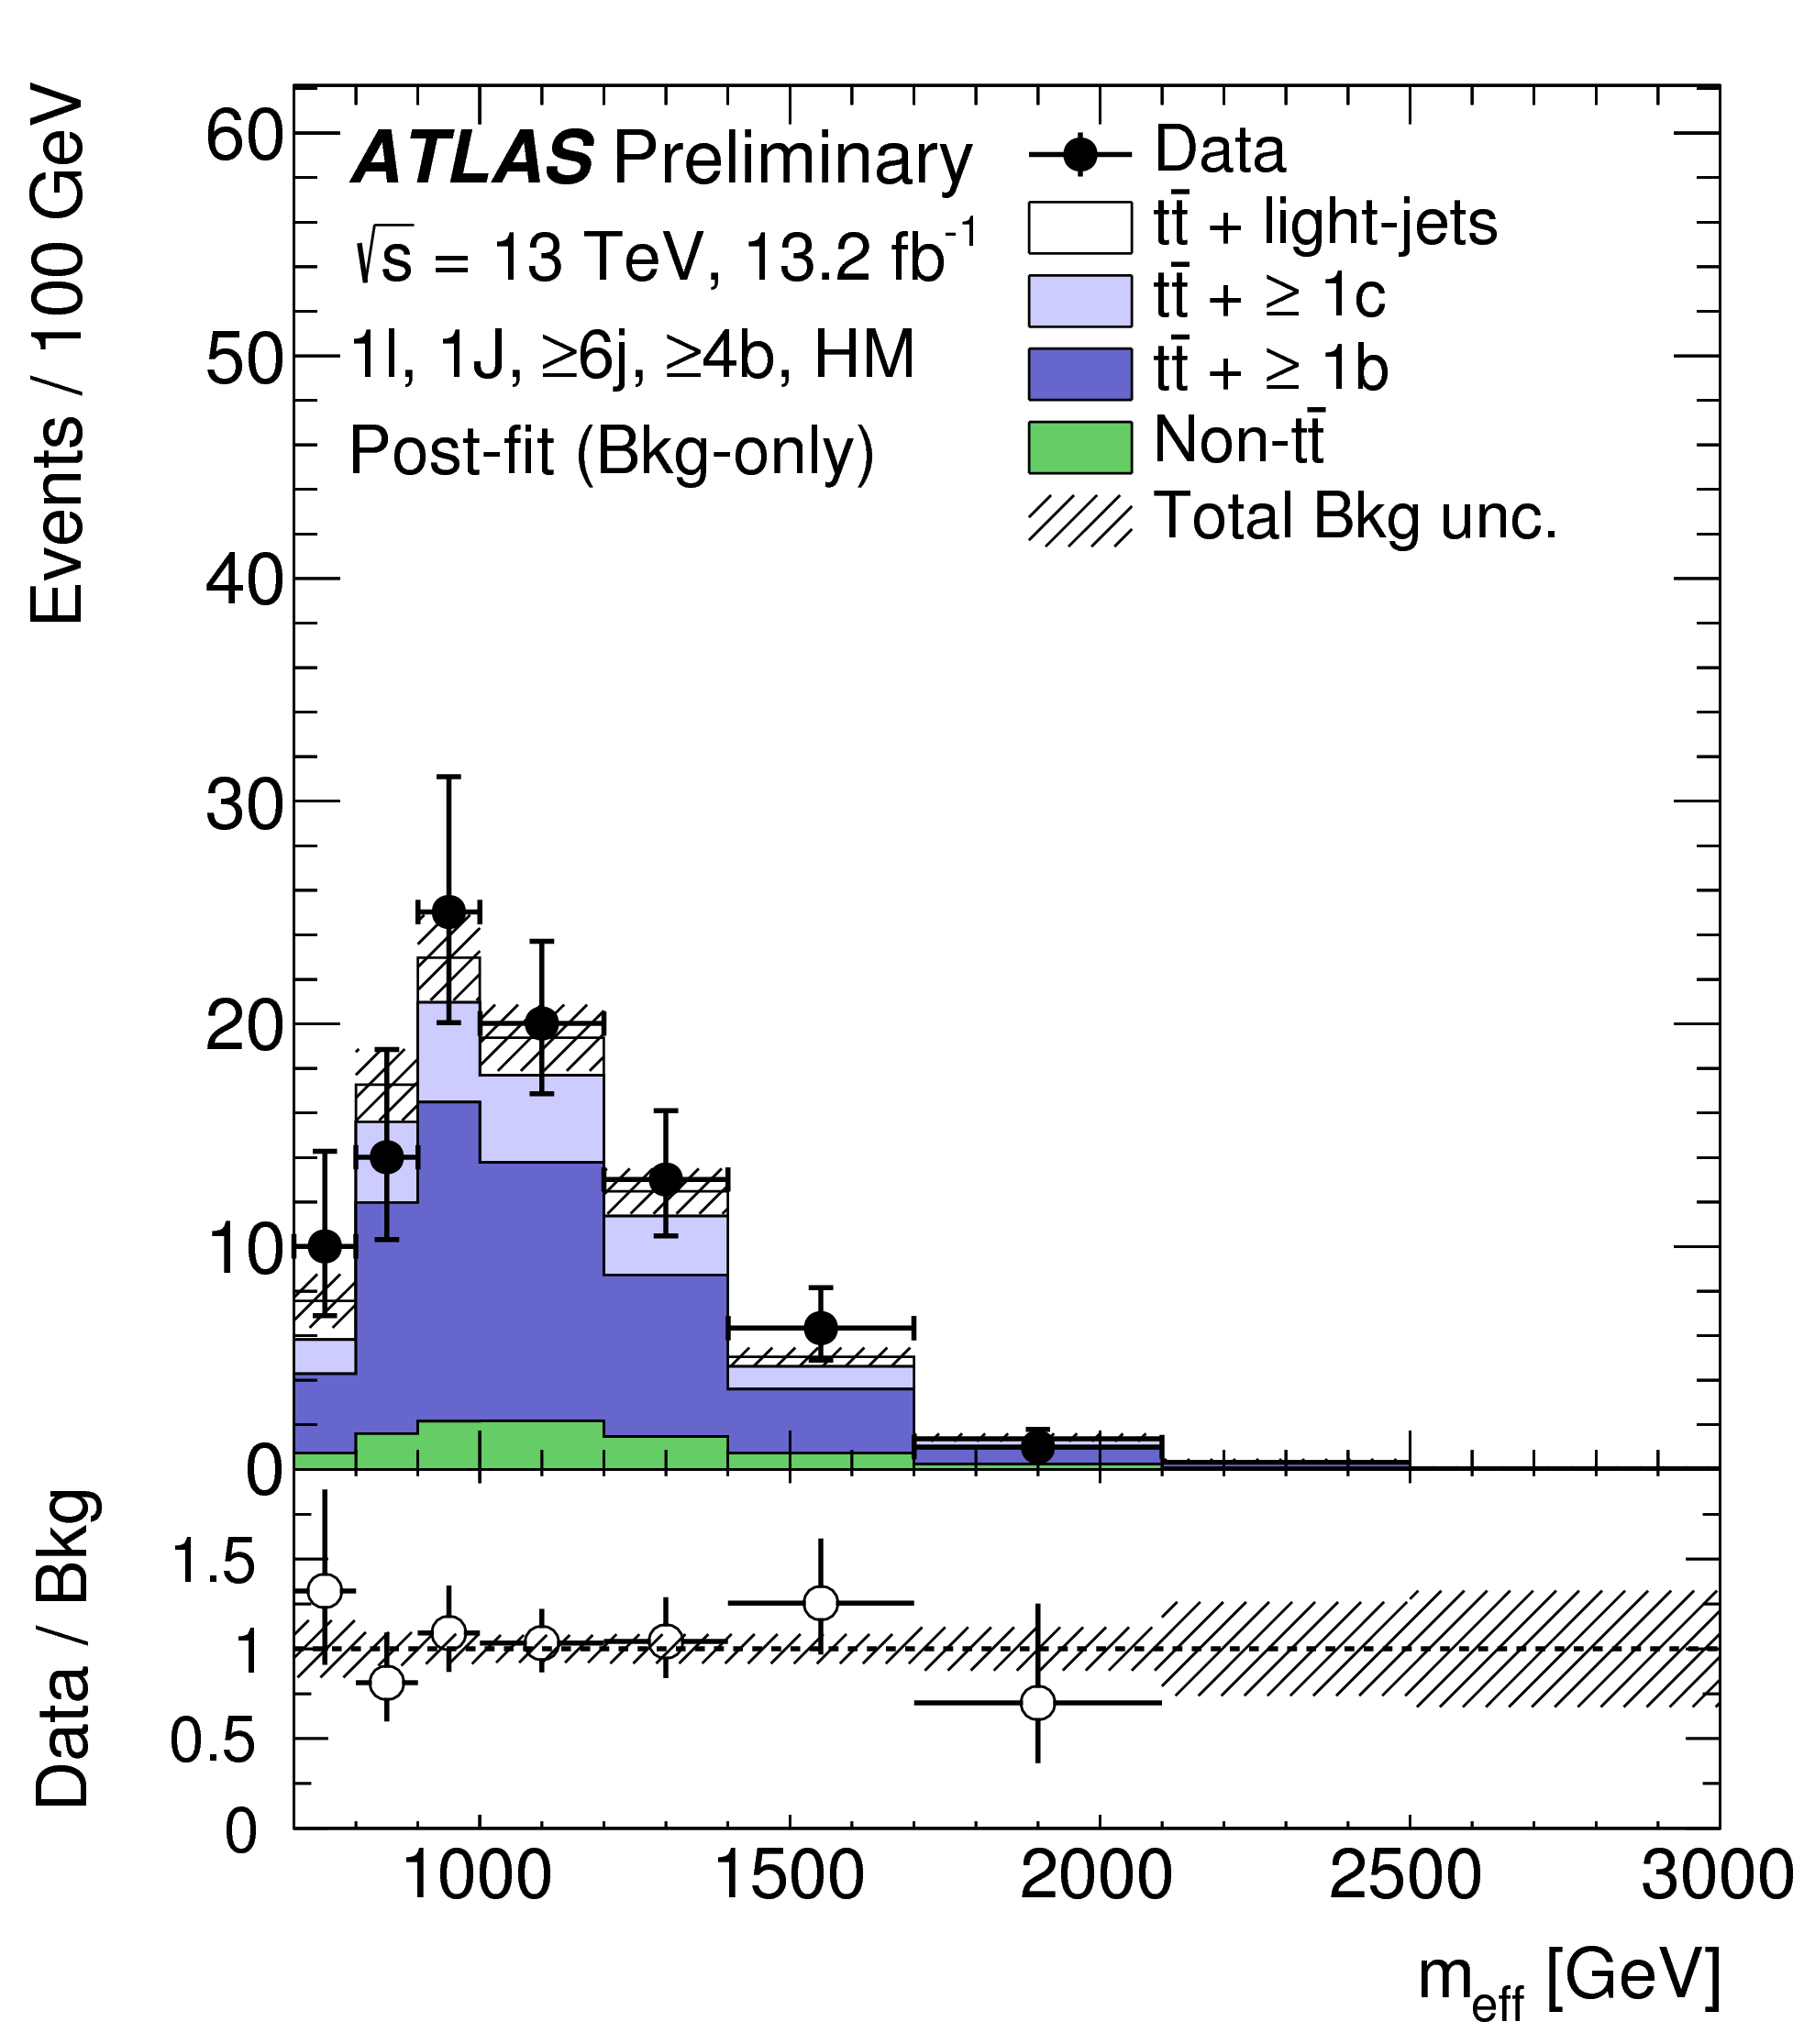 Events / 100 GeV
60
50
40
30
20
10
0
ATLAS Preliminary
√s = 13 TeV, 13.2 fb⁻¹
1l, 1J, ≥6j, ≥4b, HM
Post-fit (Bkg-only)
Data
tt̄ + light-jets
tt̄ + ≥ 1c
tt̄ + ≥ 1b
Non-tt̄
Total Bkg unc.
Data / Bkg
1.5
1
0.5
0
1000 1500 2000 2500 3000
m_eff [GeV]